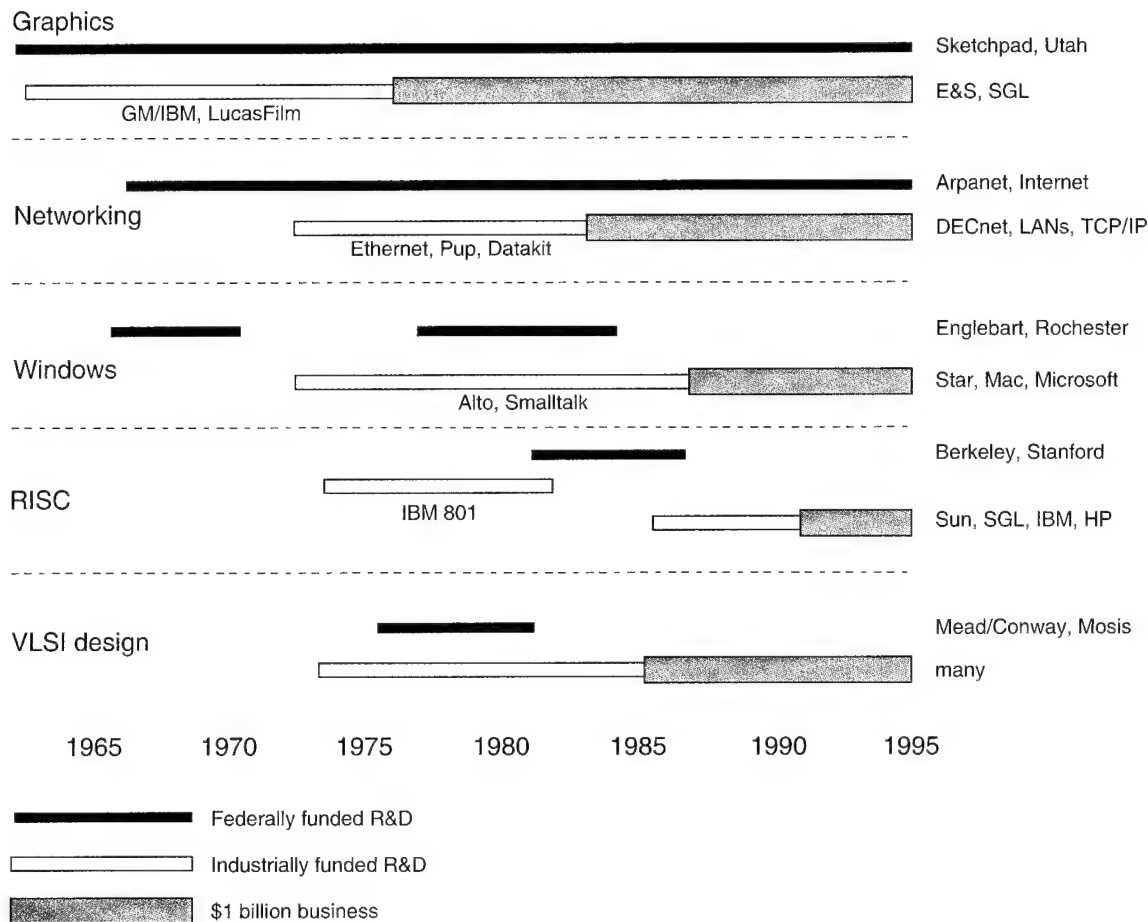 Graphics
Sketchpad, Utah
E&S, SGL
GM/IBM, LucasFilm
Arpanet, Internet
Networking
DECnet, LANs, TCP/IP
Ethernet, Pup, Datakit
Englebart, Rochester
Windows
Star, Mac, Microsoft
Alto, Smalltalk
Berkeley, Stanford
RISC
IBM 801
Sun, SGL, IBM, HP
VLSI design
Mead/Conway, Mosis
many
1965 1970 1975 1980 1985 1990 1995
Federally funded R&D
Industrially funded R&D
$1 billion business